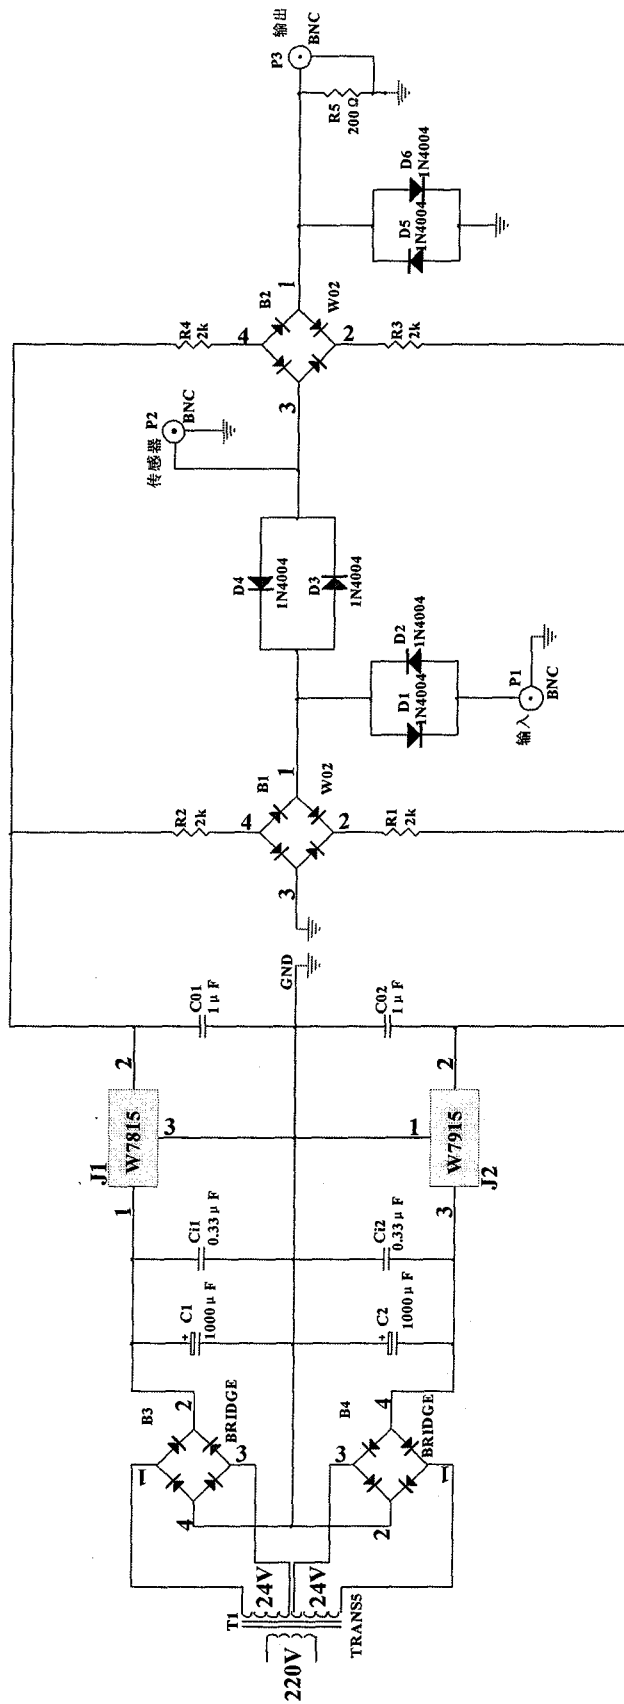 220V
T1
TRANS5
24V
24V
B3
BRIDGE
1
2
3
4
B4
BRIDGE
3
4
1
2
+
C1
1000μF
+
C2
1000μF
Ci1
0.33μF
Ci2
0.33μF
J1
W7815
1
2
3
J2
W7915
3
2
1
C01
1μF
C02
1μF
GND
B1
W02
3
4
1
2
R2
2k
R1
2k
D1
1N4004
D2
1N4004
输入
P1
BNC
D4
1N4004
D3
1N4004
传感器
P2
BNC
B2
W02
3
4
1
2
R4
2k
R3
2k
D5
1N4004
D6
1N4004
R5
200Ω
P3
输出
BNC